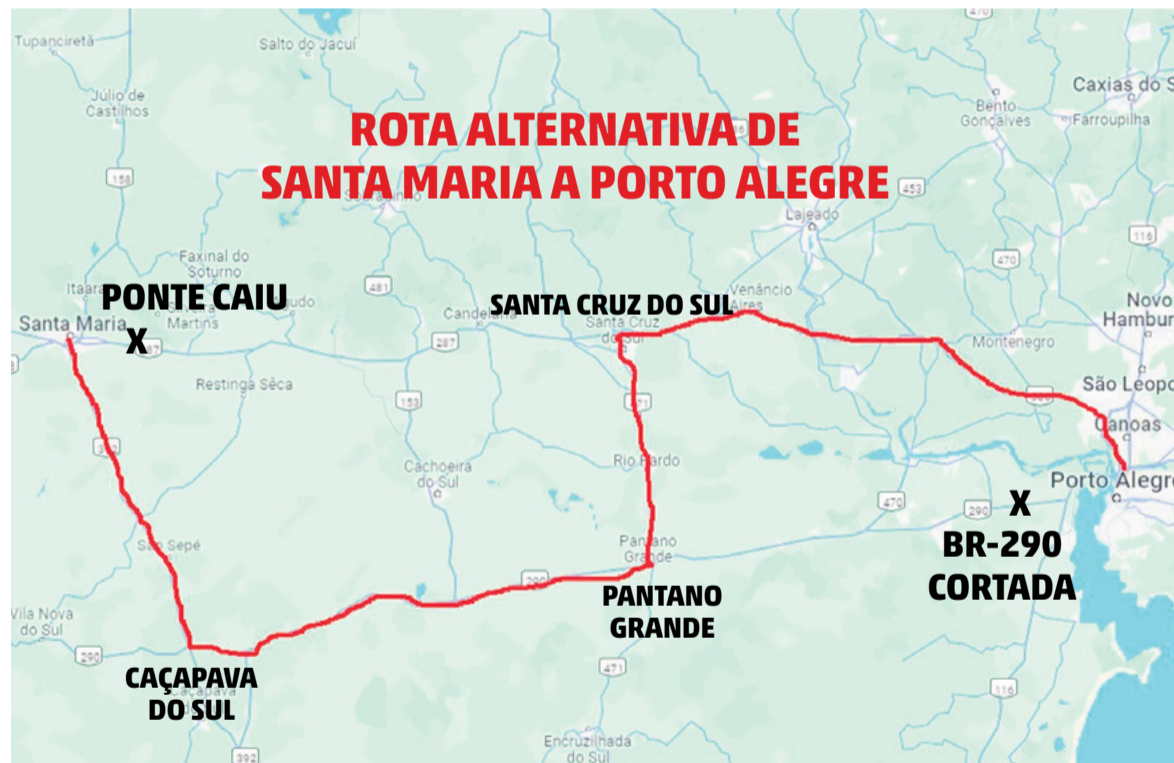 470
Tupanciretã
Salto do Jacuí
Caxias do S
Júlio de
Castilhos
Bento
Gonçalves
Farroupilha
ROTA ALTERNATIVA DE
SANTA MARIA A PORTO ALEGRE
158
453
Lajeado
116
Faxinal do
Soturno
470
481
Itaara
PONTE CAIU
SANTA CRUZ DO SUL
Venâncio
Aires
Novo
Hambur
Santa Maria
Martins
Candelária
Santa Cruz
do Sul
X
287
287
Montenegro
Restinga Sêca
153
471
São Leopo
Canoas
Cachoeira
do Sul
Rio Pardo
Porto Alegre
470
290
X
BR-290
CORTADA
São Sepé
Pantano
Grande
290
PANTANO
GRANDE
Vila Nova
do Sul
290
CAÇAPAVA
DO SUL
471
116
Encruzilhada
do Sul
392